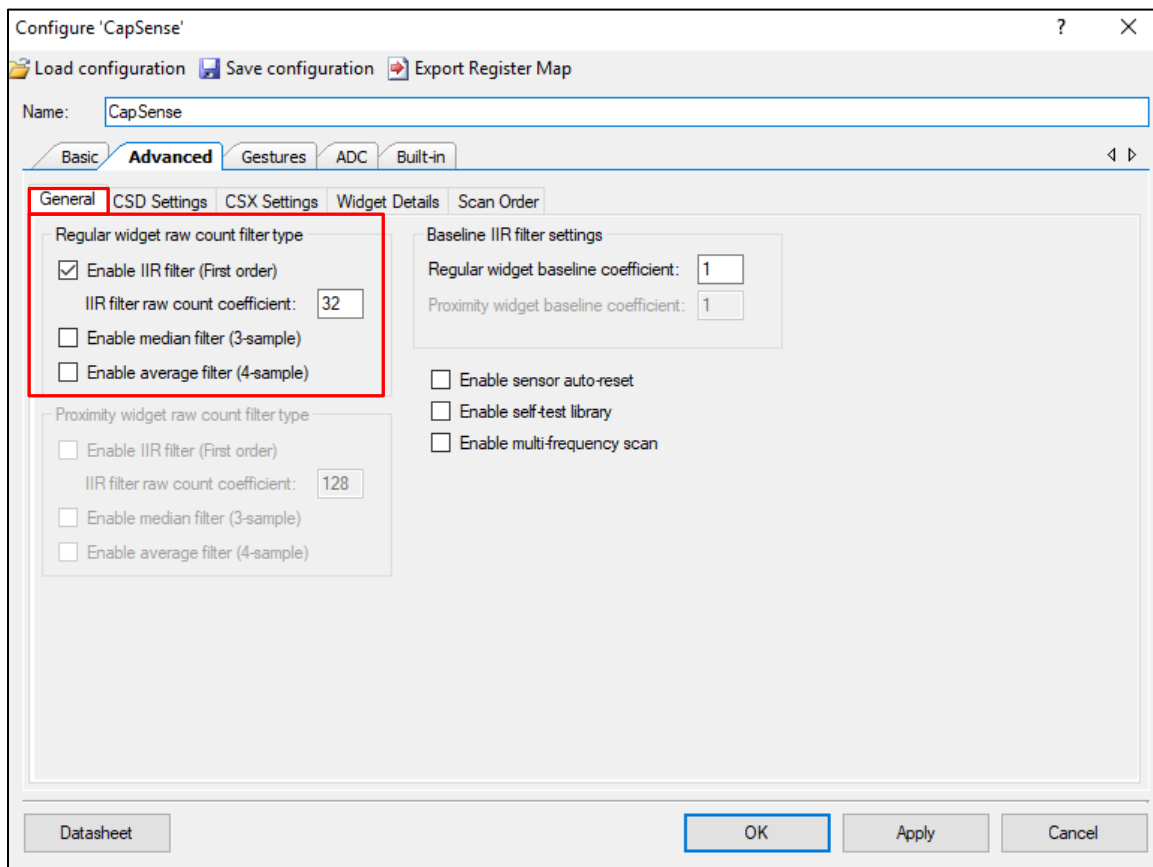 Configure 'CapSense'
?
Load configuration Save configuration Export Register Map
Name: CapSense
Basic Advanced Gestures ADC Built-in
General CSD Settings CSX Settings Widget Details Scan Order
Regular widget raw count filter type
Enable IIR filter (First order)
IIR filter raw count coefficient: 32
Enable median filter (3-sample)
Enable average filter (4-sample)
Proximity widget raw count filter type
Enable IIR filter (First order)
IIR filter raw count coefficient: 128
Enable median filter (3-sample)
Enable average filter (4-sample)
Baseline IIR filter settings
Regular widget baseline coefficient: 1
Proximity widget baseline coefficient: 1
Enable sensor auto-reset
Enable self-test library
Enable multi-frequency scan
Datasheet OK Apply Cancel